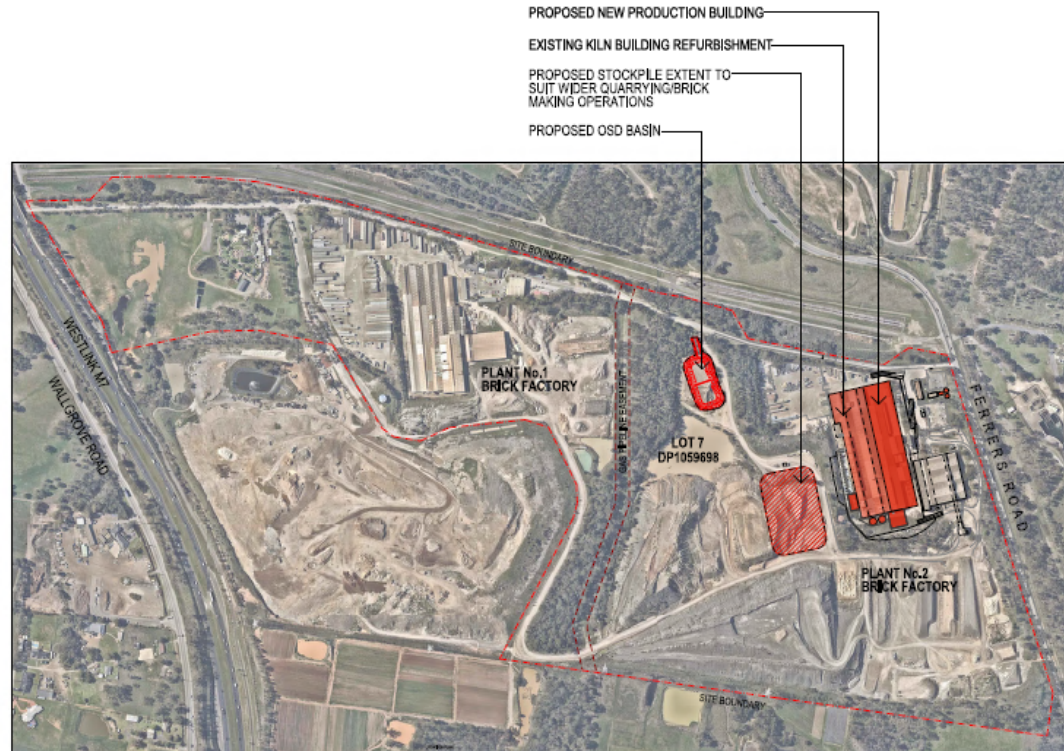 PROPOSED NEW PRODUCTION BUILDING
EXISTING KILN BUILDING REFURBISHMENT
PROPOSED STOCKPILE EXTENT TO
SUIT WIDER QUARRYING/BRICK
MAKING OPERATIONS
PROPOSED OSD BASIN
SITE BOUNDARY
WESTLINK M7
WALLGROVE ROAD
PLANT No.1
BRICK FACTORY
GAS PIPELINE EASEMENT
LOT 7
DP1059698
FERRERS ROAD
PLANT No.2
BRICK FACTORY
SITE BOUNDARY